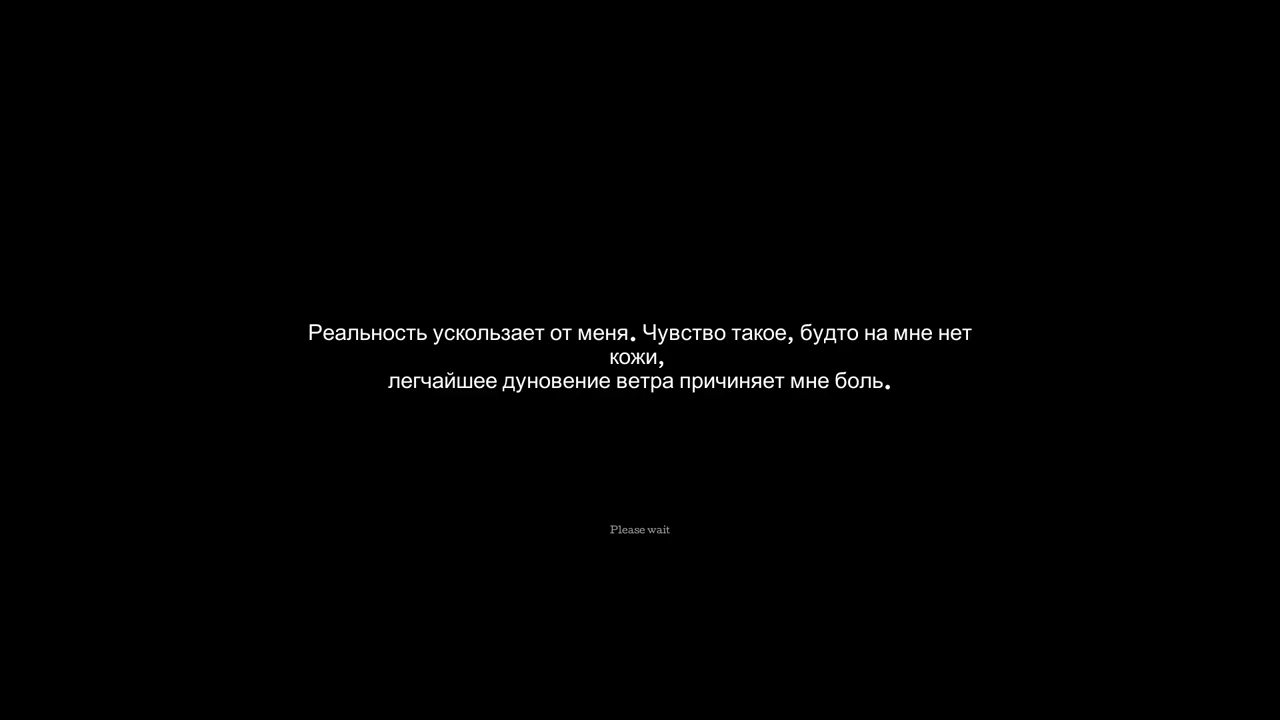 Реальность ускользает от меня. Чувство такое, будто на мне нет
кожи,
легчайшее дуновение ветра причиняет мне боль.
Please wait